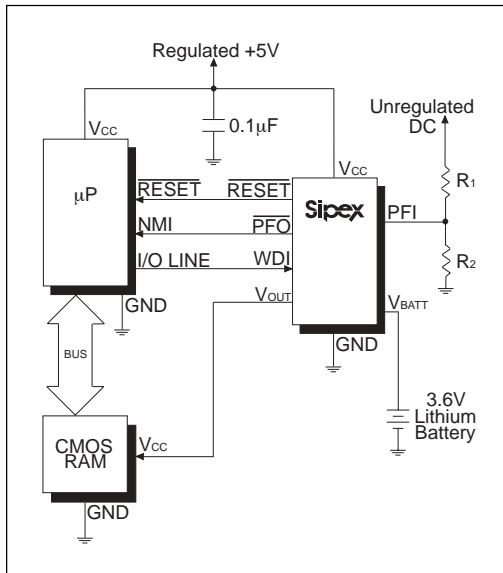 Regulated +5V
Unregulated
DC
VCC
0.1μF
VCC
R1
μP
RESET
RESET
Sipex
PFI
NMI
PFO
R2
I/O LINE
WDI
VOUT
VBATT
GND
GND
BUS
3.6V
Lithium
Battery
CMOS
RAM
VCC
GND